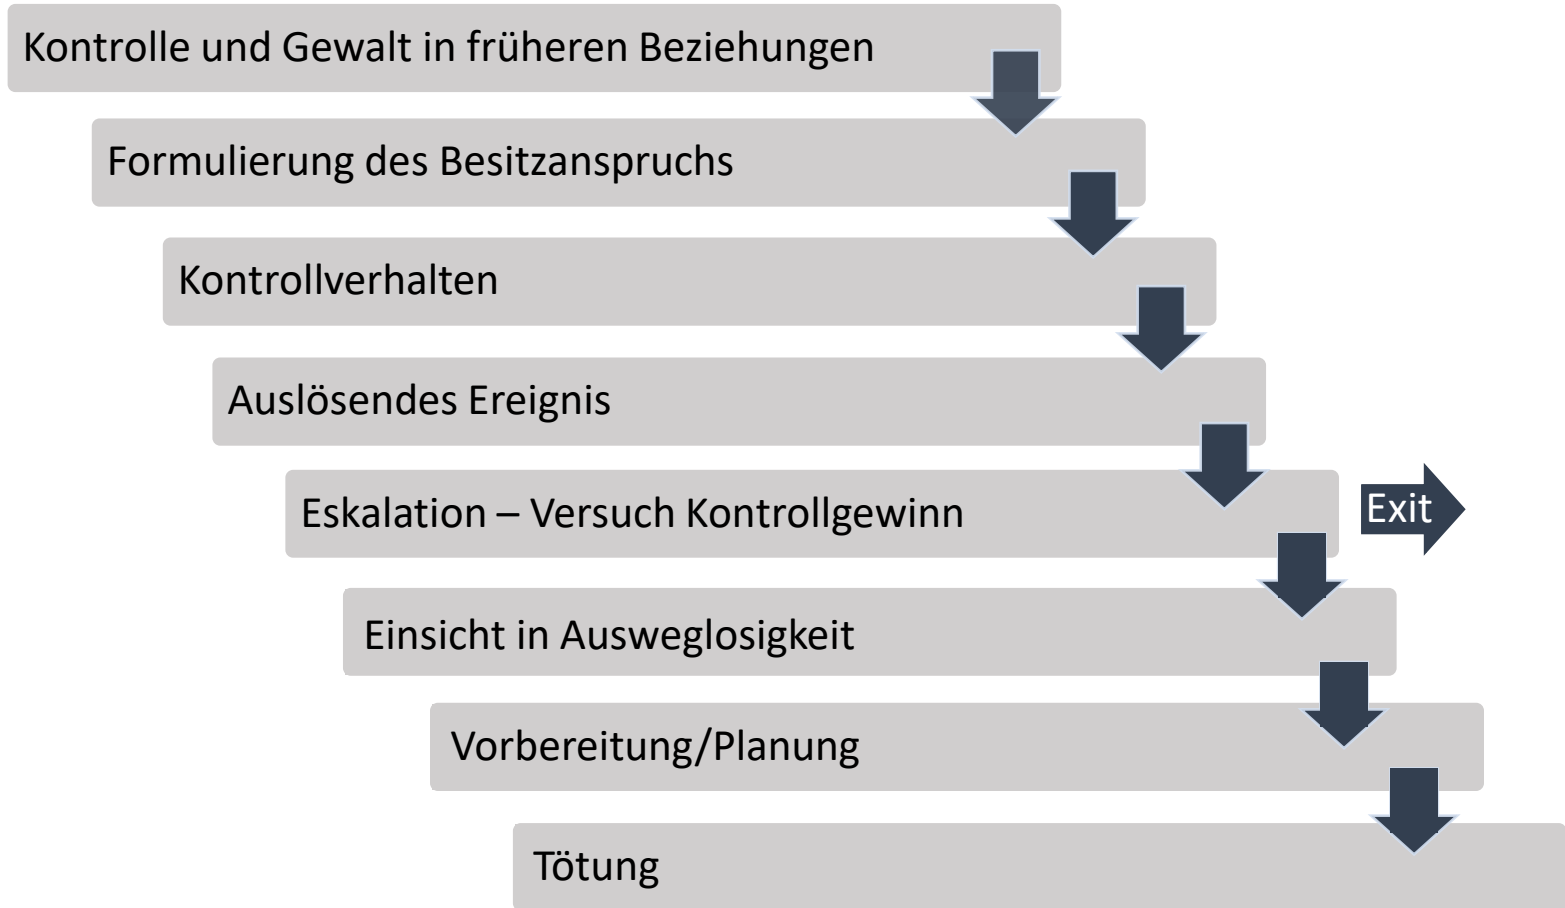 Kontrolle und Gewalt in früheren Beziehungen
Formulierung des Besitzanspruchs
Kontrollverhalten
Auslösendes Ereignis
Eskalation – Versuch Kontrollgewinn
Exit
Einsicht in Ausweglosigkeit
Vorbereitung/Planung
Tötung